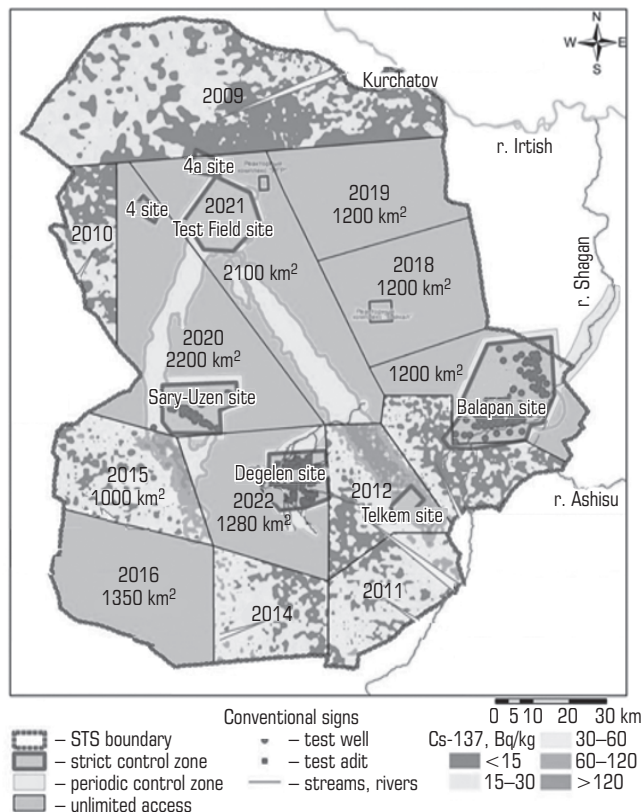 N
W E
S
Kurchatov
2009
r. Irtish
4a site
2019
1200 km²
4 site
2021
Test Field site
2010
2100 km²
2018
1200 km²
r. Shagan
2020
2200 km²
1200 km²
Sary-Uzen site
Balapan site
2015
1000 km²
Degelen site
2012
2022
1280 km²
Telkem site
r. Ashisu
2016
1350 km²
2011
2014
0 5 10 20 30 km
Conventional signs
– STS boundary
– strict control zone
– periodic control zone
– unlimited access
– test well
– test adit
– streams, rivers
Cs-137, Bq/kg
<15
15–30
30–60
60–120
>120